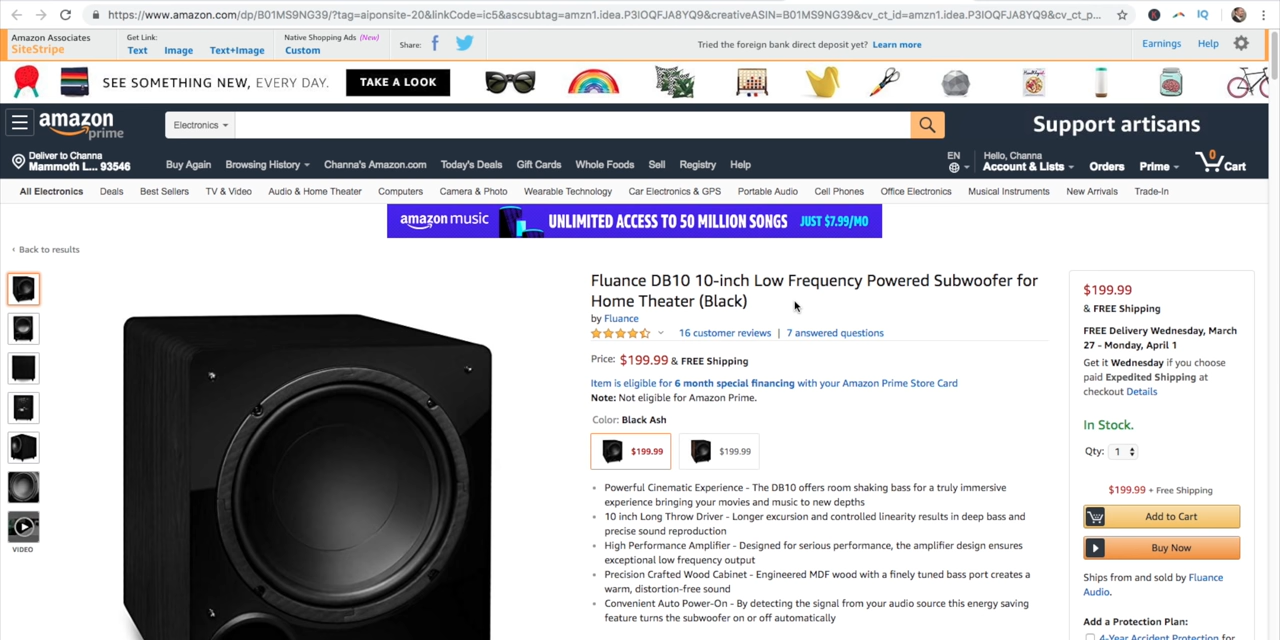 https://www.amazon.com/dp/B01MS9NG39/?tag=aiponsite-20&linkCode=ic5&ascsubtag=amzn1.idea.P3IOQFJA8YQ9&creativeASIN=B01MS9NG39&cv_ct_id=amzn1.idea.P3IOQFJA8YQ9&cv_ct_p...
IQ
Amazon Associates
SiteStripe
Get Link:
Text Image Text+Image
Native Shopping Ads (New)
Custom
Share:
Tried the foreign bank direct deposit yet? Learn more
Earnings Help
SEE SOMETHING NEW, EVERY DAY.
TAKE A LOOK
amazon prime
Electronics
Support artisans
Deliver to Channa
Mammoth L... 93546
Buy Again Browsing History Channa's Amazon.com Today's Deals Gift Cards Whole Foods Sell Registry Help
EN
Hello, Channa
Account & Lists Orders Prime 0 Cart
All Electronics Deals Best Sellers TV & Video Audio & Home Theater Computers Camera & Photo Wearable Technology Car Electronics & GPS Portable Audio Cell Phones Office Electronics Musical Instruments New Arrivals Trade-In
amazon music UNLIMITED ACCESS TO 50 MILLION SONGS JUST $7.99/MO
‹ Back to results
VIDEO
Fluance DB10 10-inch Low Frequency Powered Subwoofer for
Home Theater (Black)
by Fluance
16 customer reviews | 7 answered questions
Price: $199.99 & FREE Shipping
Item is eligible for 6 month special financing with your Amazon Prime Store Card
Note: Not eligible for Amazon Prime.
Color: Black Ash
$199.99 $199.99
• Powerful Cinematic Experience - The DB10 offers room shaking bass for a truly immersive
experience bringing your movies and music to new depths
• 10 inch Long Throw Driver - Longer excursion and controlled linearity results in deep bass and
precise sound reproduction
• High Performance Amplifier - Designed for serious performance, the amplifier design ensures
exceptional low frequency output
• Precision Crafted Wood Cabinet - Engineered MDF wood with a finely tuned bass port creates a
warm, distortion-free sound
• Convenient Auto Power-On - By detecting the signal from your audio source this energy saving
feature turns the subwoofer on or off automatically
$199.99
& FREE Shipping
FREE Delivery Wednesday, March
27 - Monday, April 1
Get it Wednesday if you choose
paid Expedited Shipping at
checkout Details
In Stock.
Qty: 1
$199.99 + Free Shipping
Add to Cart
Buy Now
Ships from and sold by Fluance
Audio.
Add a Protection Plan:
4-Year Accident Protection for